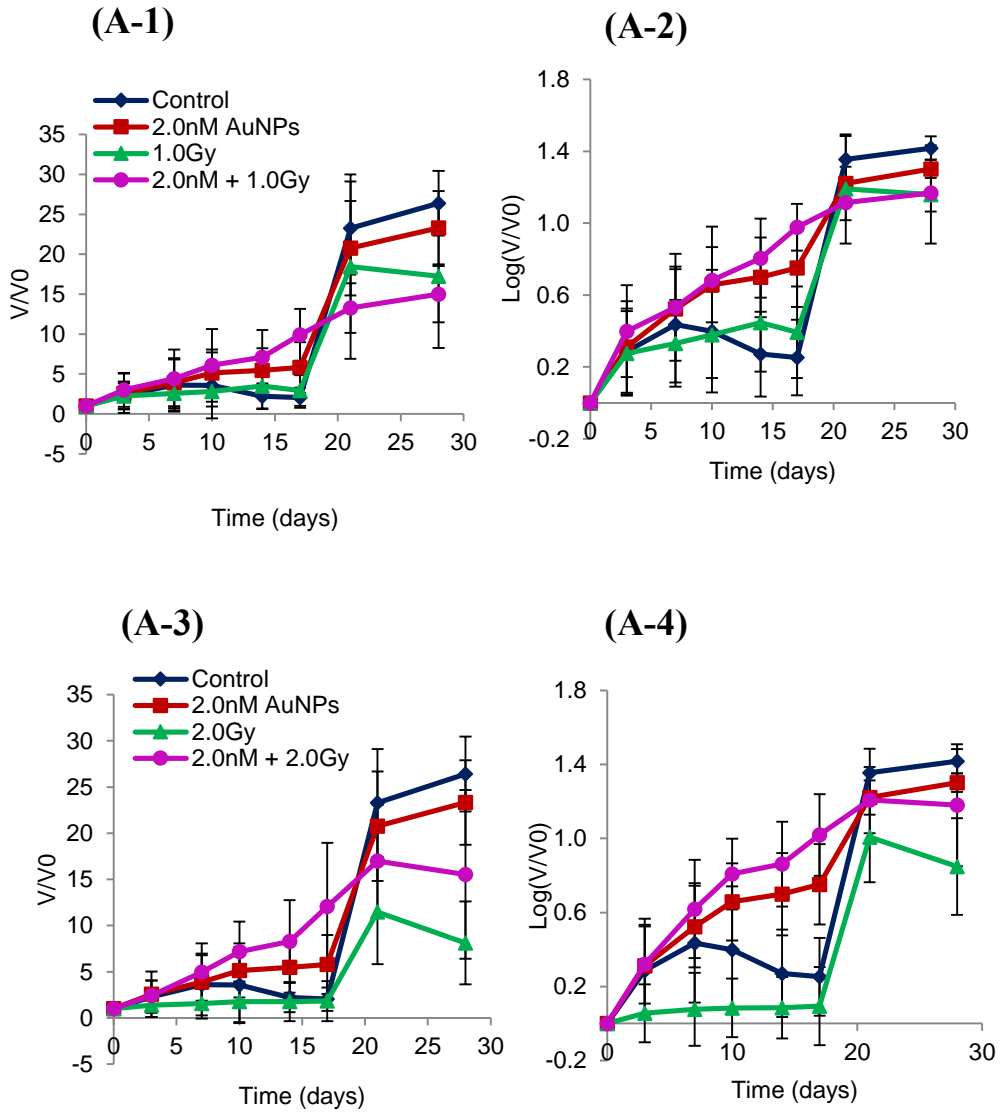 (A-1)
Control
2.0nM AuNPs
1.0Gy
2.0nM + 1.0Gy
35
30
25
20
15
10
5
0
-5
V/V0
0 5 10 15 20 25 30
Time (days)
(A-2)
1.8
1.4
1.0
0.6
0.2
-0.2
Log(V/V0)
0 5 10 15 20 25 30
Time (days)
(A-3)
Control
2.0nM AuNPs
2.0Gy
2.0nM + 2.0Gy
35
30
25
20
15
10
5
0
-5
V/V0
0 5 10 15 20 25 30
Time (days)
(A-4)
1.8
1.4
1.0
0.6
0.2
-0.2
Log(V/V0)
0 10 20 30
Time (days)